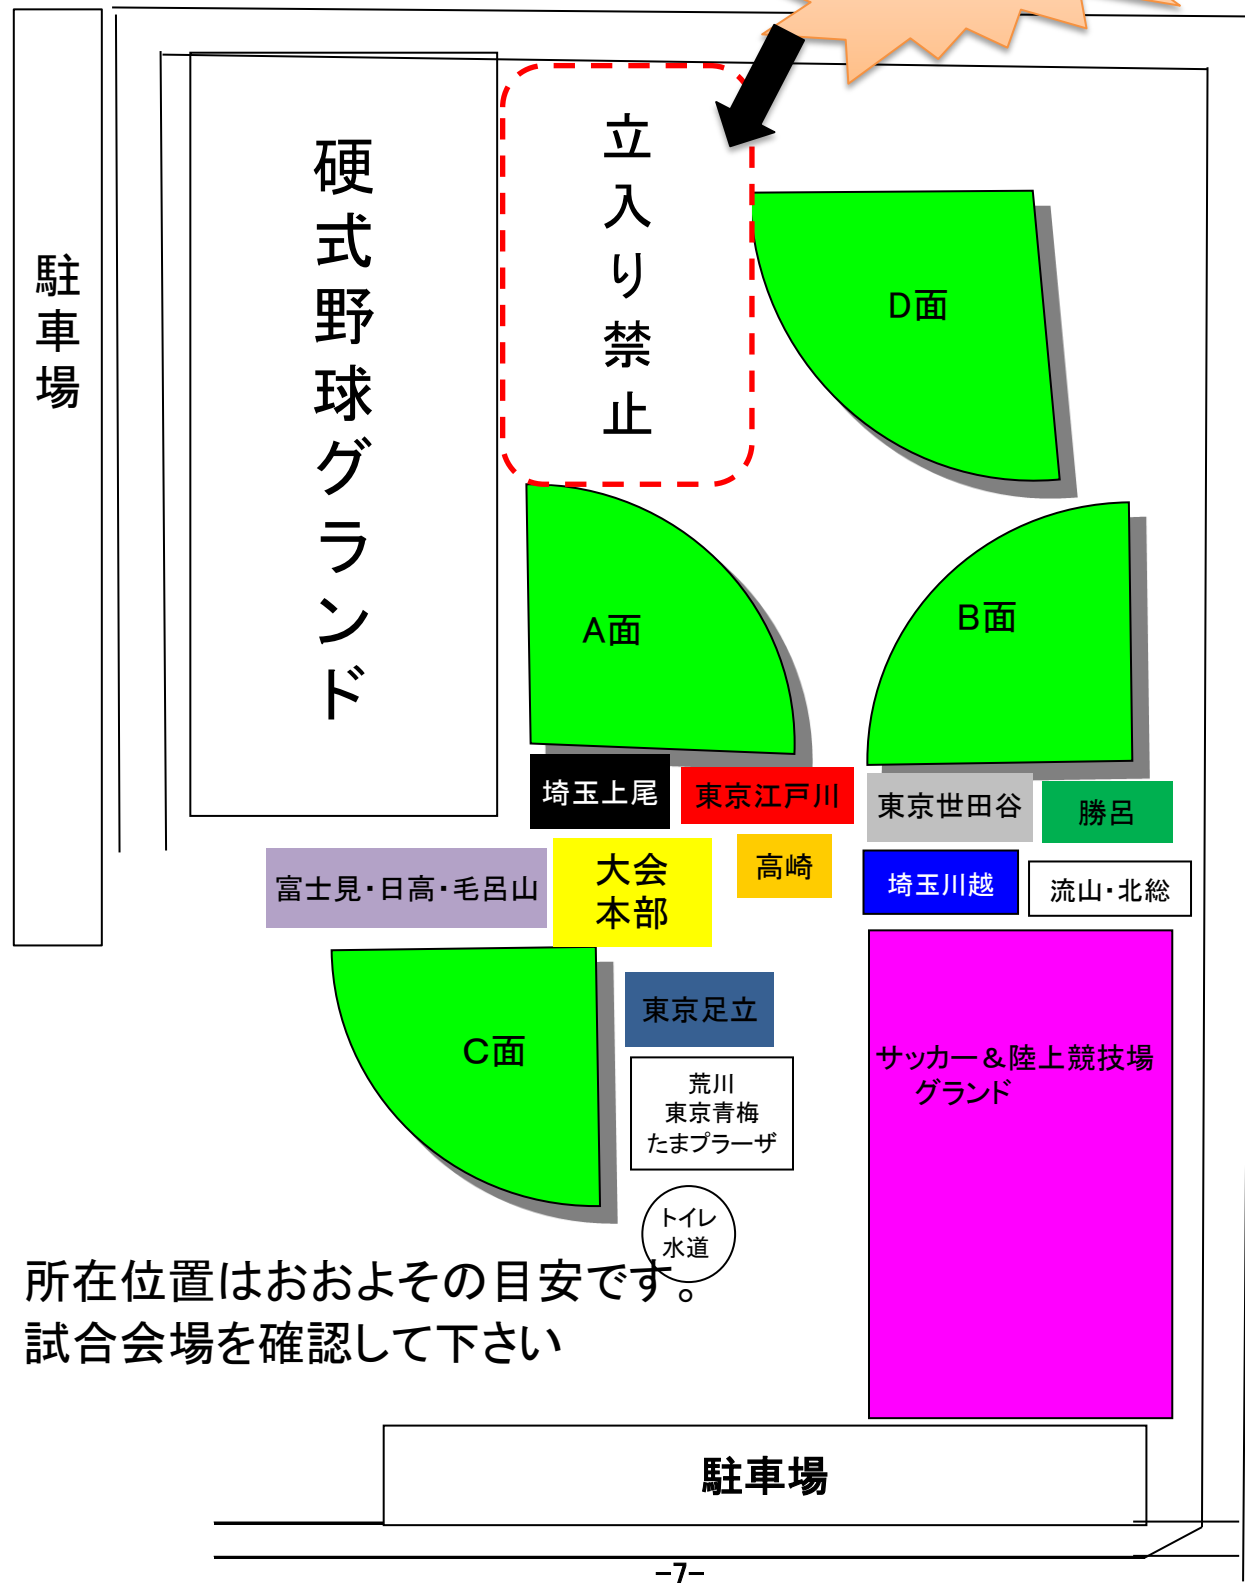 駐車場
硬式野球グランド
立入り禁止
D面
A面
B面
埼玉上尾
東京江戸川
東京世田谷
勝呂
富士見・日高・毛呂山
大会
本部
高崎
埼玉川越
流山・北総
C面
東京足立
荒川
東京青梅
たまプラーザ
サッカー＆陸上競技場
グランド
トイレ
水道
所在位置はおおよその目安です。
試合会場を確認して下さい
駐車場
-7-